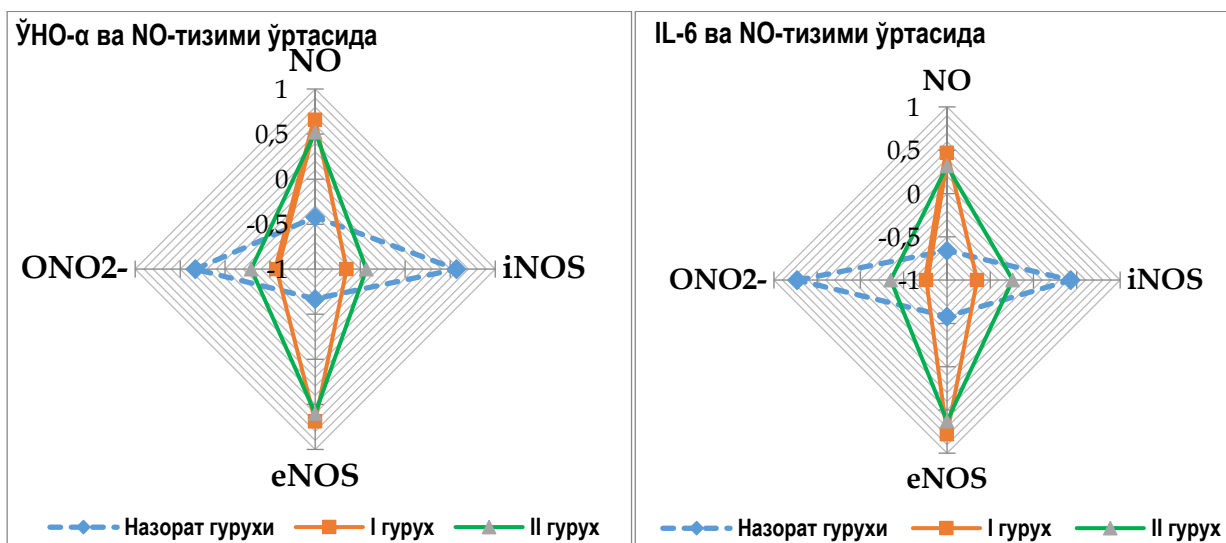 ЎНО-α ва NO-тизими ўртасида
NO
1
0,5
0
-0,5
-1
ONO2-
iNOS
eNOS
Назорат гурухи
I гурух
II гурух
IL-6 ва NO-тизими ўртасида
NO
1
0,5
0
-0,5
-1
ONO2-
iNOS
eNOS
Назорат гурухи
I гурух
II гурух